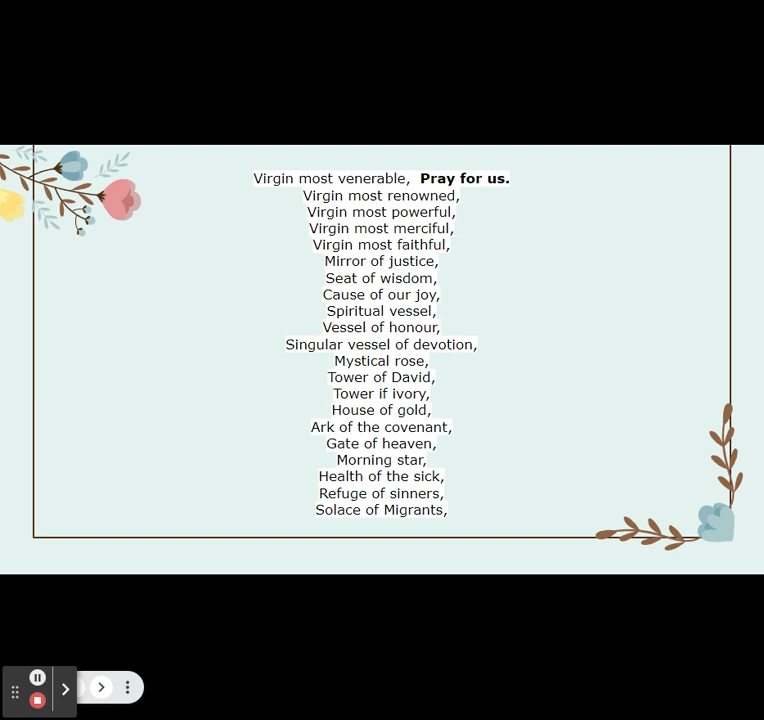 Virgin most venerable,  Pray for us.
Virgin most renowned,
Virgin most powerful,
Virgin most merciful,
Virgin most faithful,
Mirror of justice,
Seat of wisdom,
Cause of our joy,
Spiritual vessel,
Vessel of honour,
Singular vessel of devotion,
Mystical rose,
Tower of David,
Tower if ivory,
House of gold,
Ark of the covenant,
Gate of heaven,
Morning star,
Health of the sick,
Refuge of sinners,
Solace of Migrants,